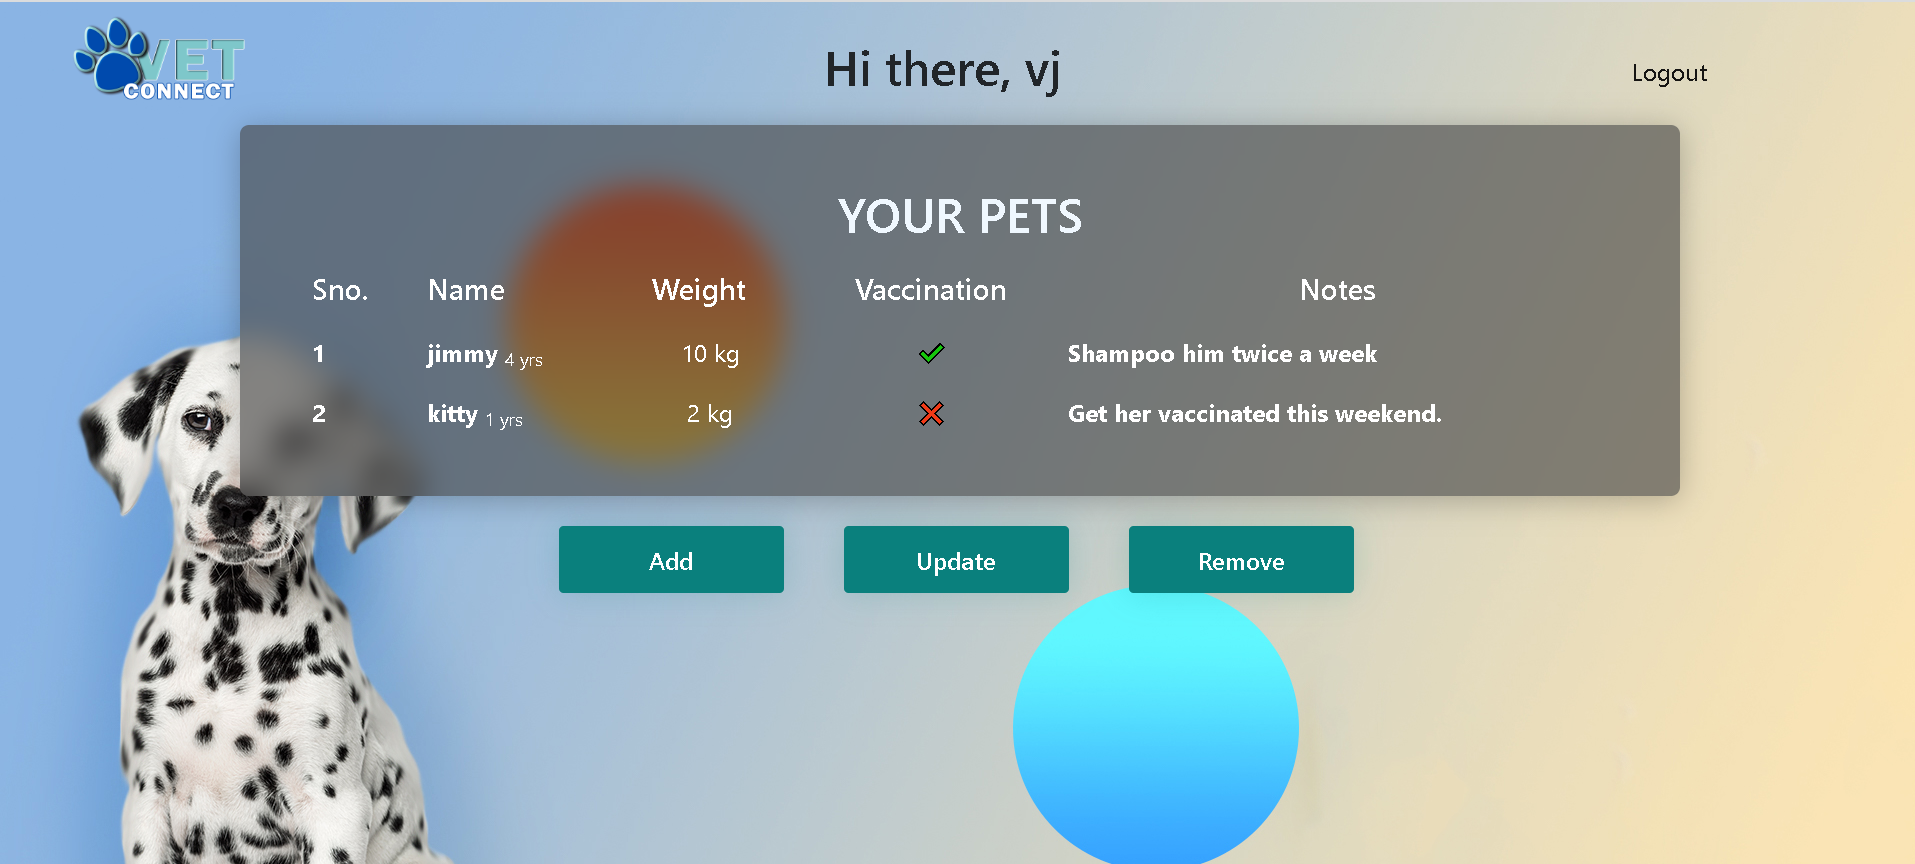 VET
CONNECT
Hi there, vj
Logout
YOUR PETS
Sno. Name Weight Vaccination Notes
1 jimmy 4 yrs 10 kg Shampoo him twice a week
2 kitty 1 yrs 2 kg Get her vaccinated this weekend.
Add Update Remove